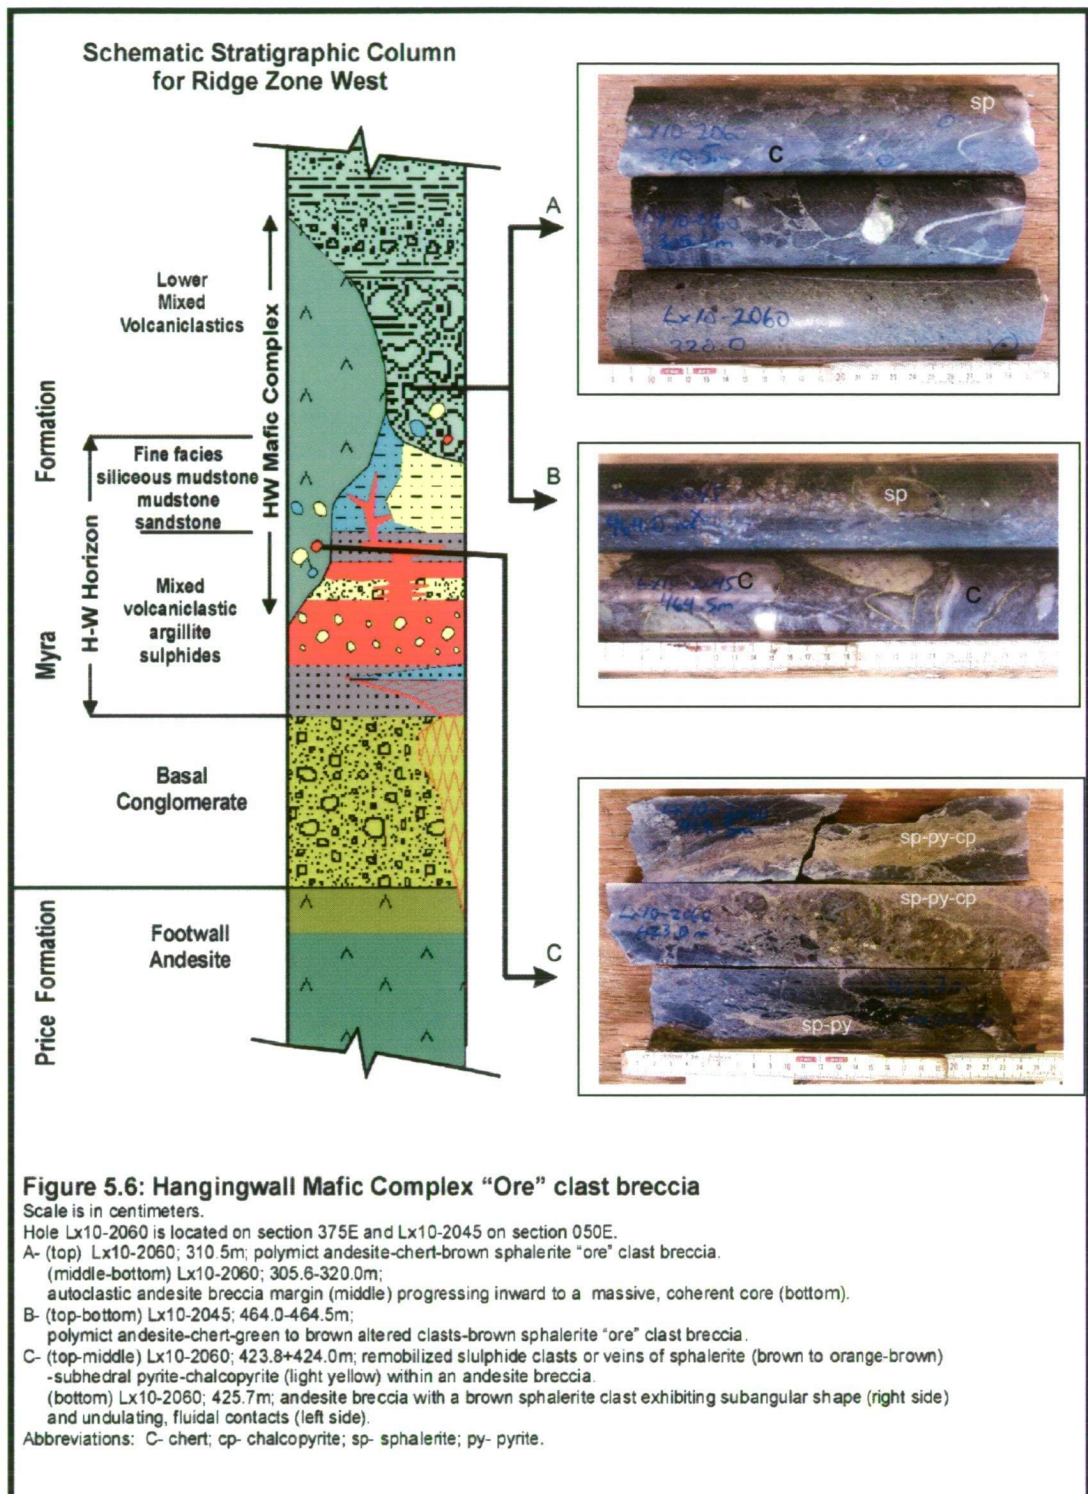 Schematic Stratigraphic Column
for Ridge Zone West
Formation
Myra
Price Formation
H-W Horizon
HW Mafic Complex
Lower
Mixed
Volcaniclastics
Fine facies
siliceous mudstone
mudstone
sandstone
Mixed
volcaniclastic
argillite
sulphides
Basal
Conglomerate
Footwall
Andesite
A
sp
Lx10-2060
310.5m
C
Lx10-2060
320.0
B
sp
464.0m
C
C
464.5m
C
sp-py-cp
sp-py-cp
Lx10-2060
423.0m
sp-py
Figure 5.6: Hangingwall Mafic Complex “Ore” clast breccia
Scale is in centimeters.
Hole Lx10-2060 is located on section 375E and Lx10-2045 on section 050E.
A- (top) Lx10-2060; 310.5m; polymict andesite-chert-brown sphalerite “ore” clast breccia.
(middle-bottom) Lx10-2060; 305.6-320.0m;
autoclastic andesite breccia margin (middle) progressing inward to a massive, coherent core (bottom).
B- (top-bottom) Lx10-2045; 464.0-464.5m;
polymict andesite-chert-green to brown altered clasts-brown sphalerite “ore” clast breccia.
C- (top-middle) Lx10-2060; 423.8+424.0m; remobilized slulphide clasts or veins of sphalerite (brown to orange-brown)
-subhedral pyrite-chalcopyrite (light yellow) within an andesite breccia.
(bottom) Lx10-2060; 425.7m; andesite breccia with a brown sphalerite clast exhibiting subangular shape (right side)
and undulating, fluidal contacts (left side).
Abbreviations: C- chert; cp- chalcopyrite; sp- sphalerite; py- pyrite.